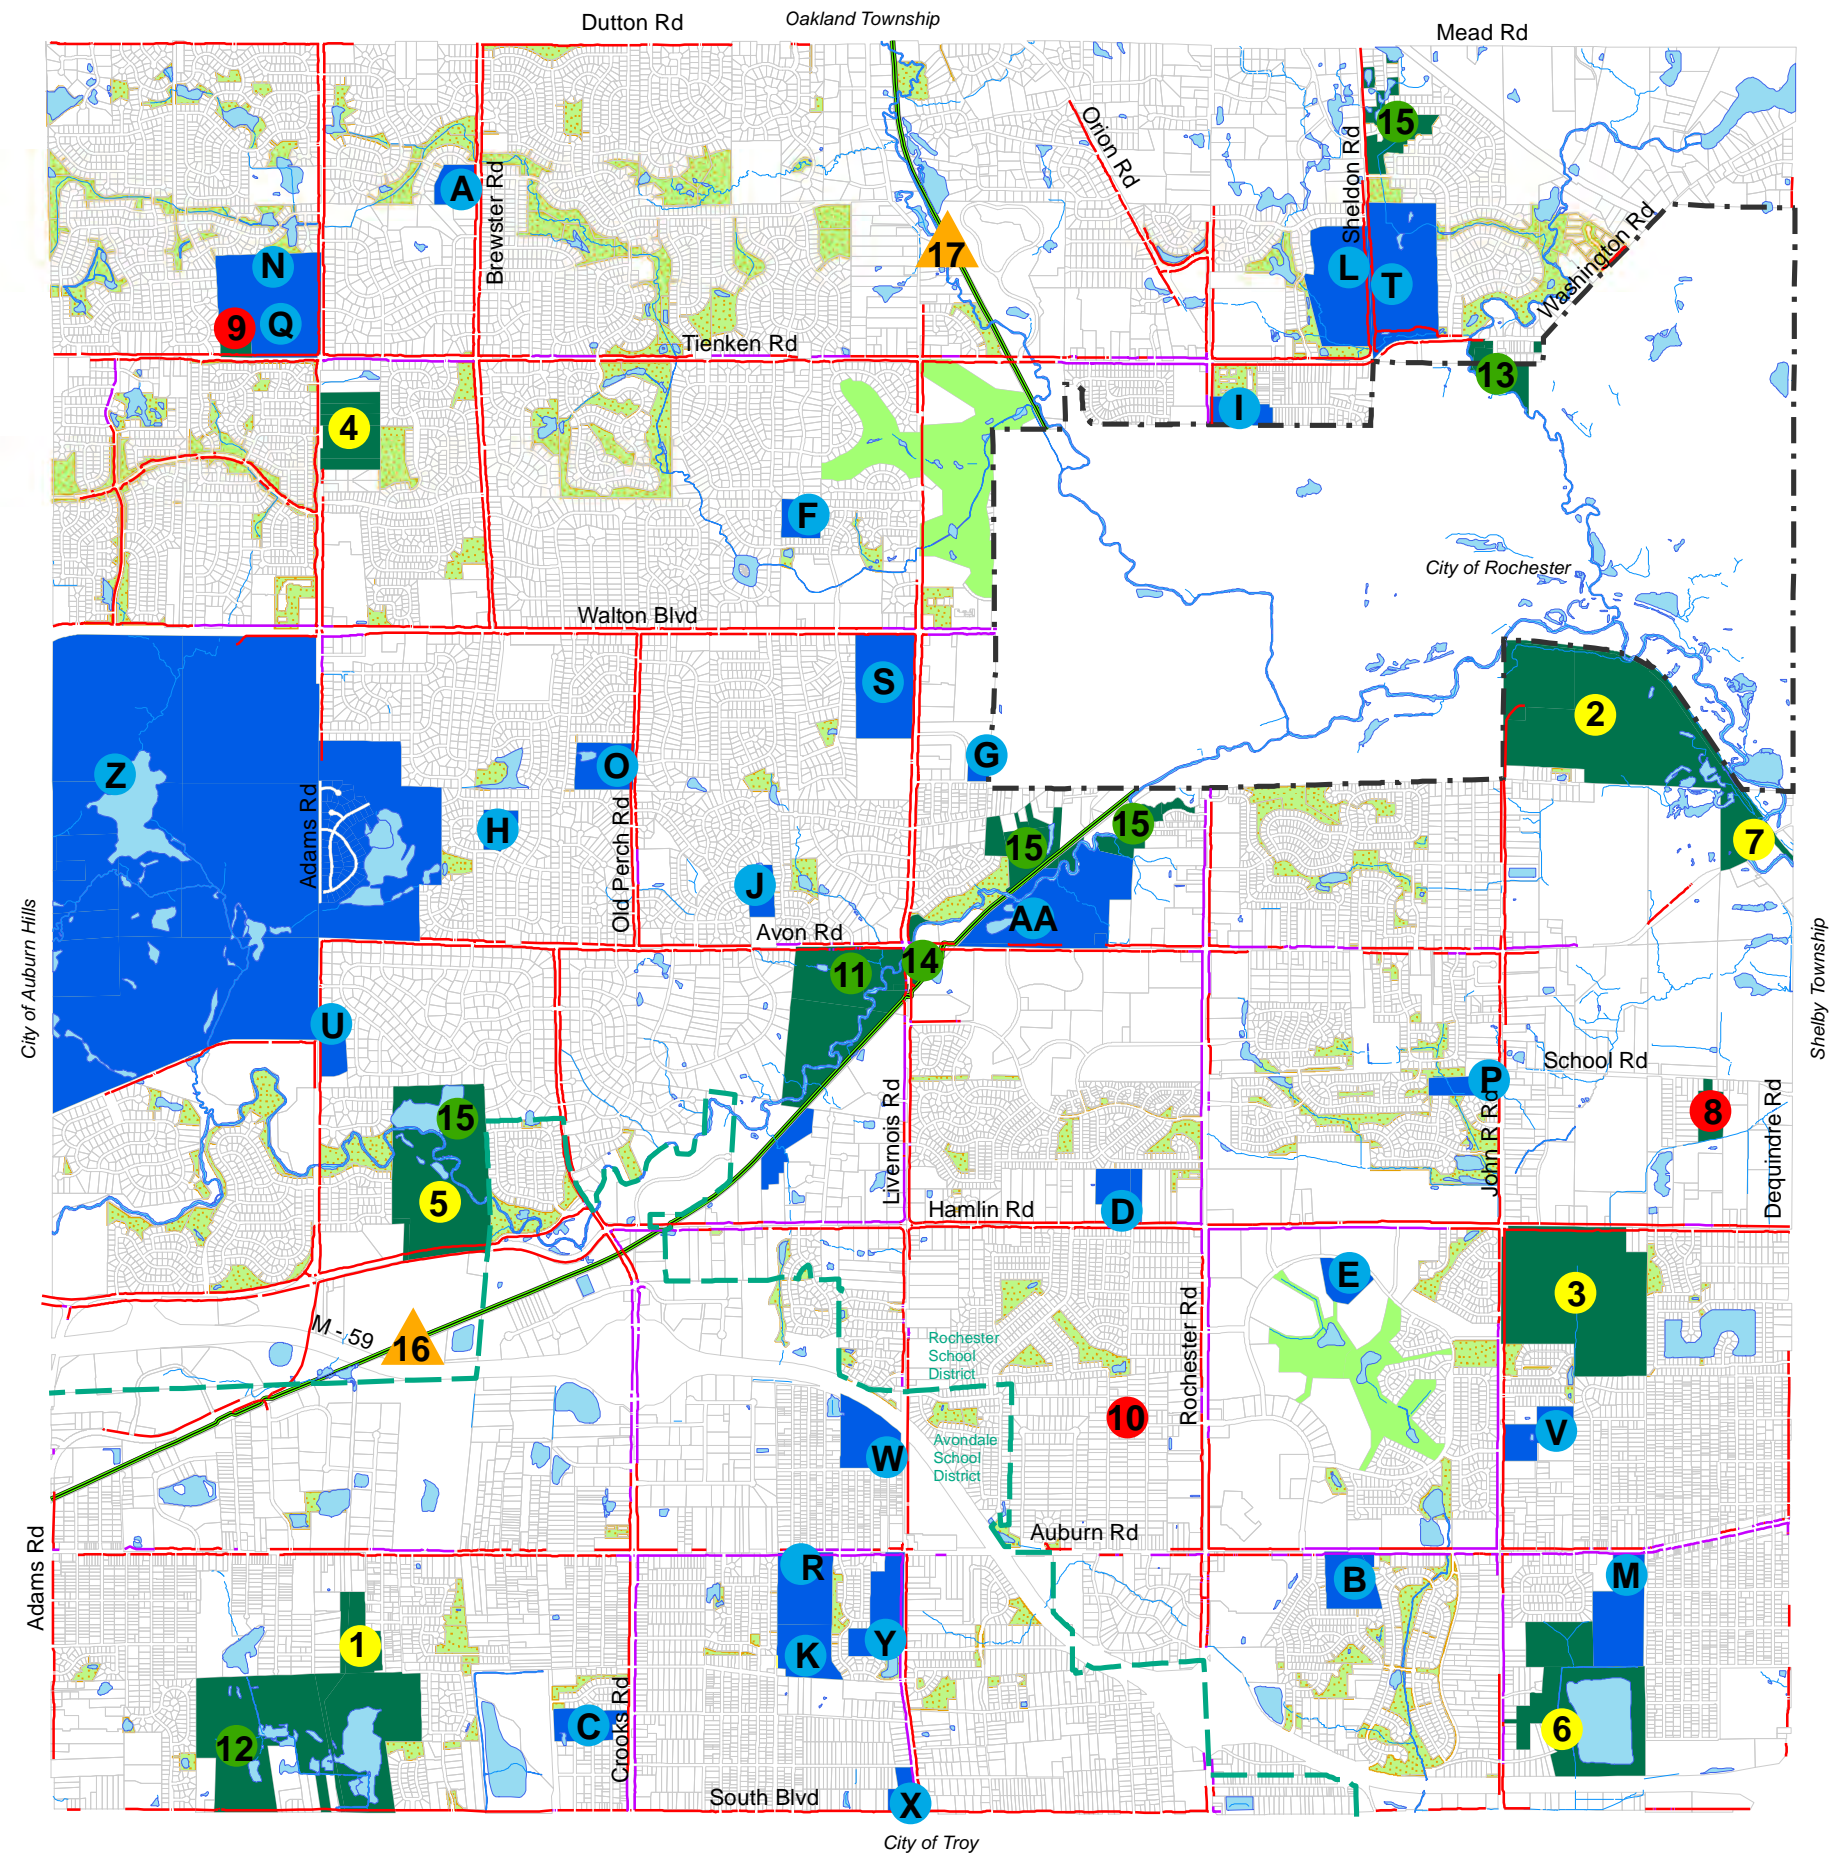 Dutton Rd
Oakland Township
Mead Rd
Orion Rd
Sheldon Rd
15
A
Brewster Rd
17
N
L
T
Washington Rd
9
Q
Tienken Rd
13
4
I
F
City of Rochester
Walton Blvd
S
2
Z
O
G
Adams Rd
H
Old Perch Rd
15
15
7
J
AA
Avon Rd
City of Auburn Hills
Shelby Township
11
14
U
School Rd
P
John R Rd
8
Dequindre Rd
15
Livernois Rd
5
D
Hamlin Rd
E
3
Rochester Rd
M - 59
16
Rochester
School
District
10
Avondale
School
District
W
V
Auburn Rd
Adams Rd
R
B
M
1
K
Y
12
C
Crooks Rd
6
South Blvd
X
City of Troy